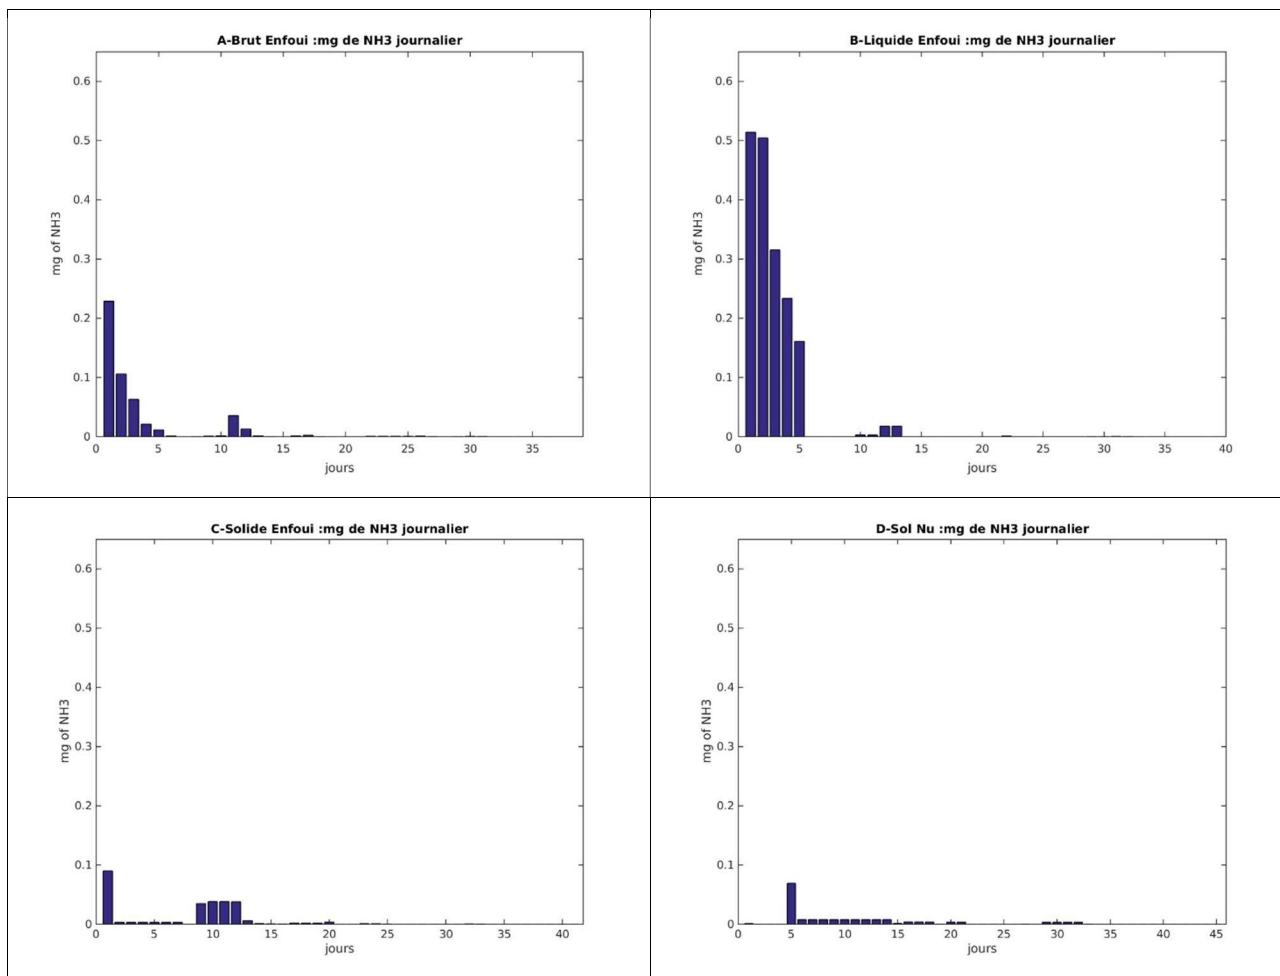 A-Brut Enfoui :mg de NH3 journalier
0.6
0.5
0.4
0.3
0.2
0.1
0
mg of NH3
0 5 10 15 20 25 30 35
jours
B-Liquide Enfoui :mg de NH3 journalier
0.6
0.5
0.4
0.3
0.2
0.1
0
mg of NH3
0 5 10 15 20 25 30 35 40
jours
C-Solide Enfoui :mg de NH3 journalier
0.6
0.5
0.4
0.3
0.2
0.1
0
mg of NH3
0 5 10 15 20 25 30 35 40
jours
D-Sol Nu :mg de NH3 journalier
0.6
0.5
0.4
0.3
0.2
0.1
0
mg of NH3
0 5 10 15 20 25 30 35 40 45
jours